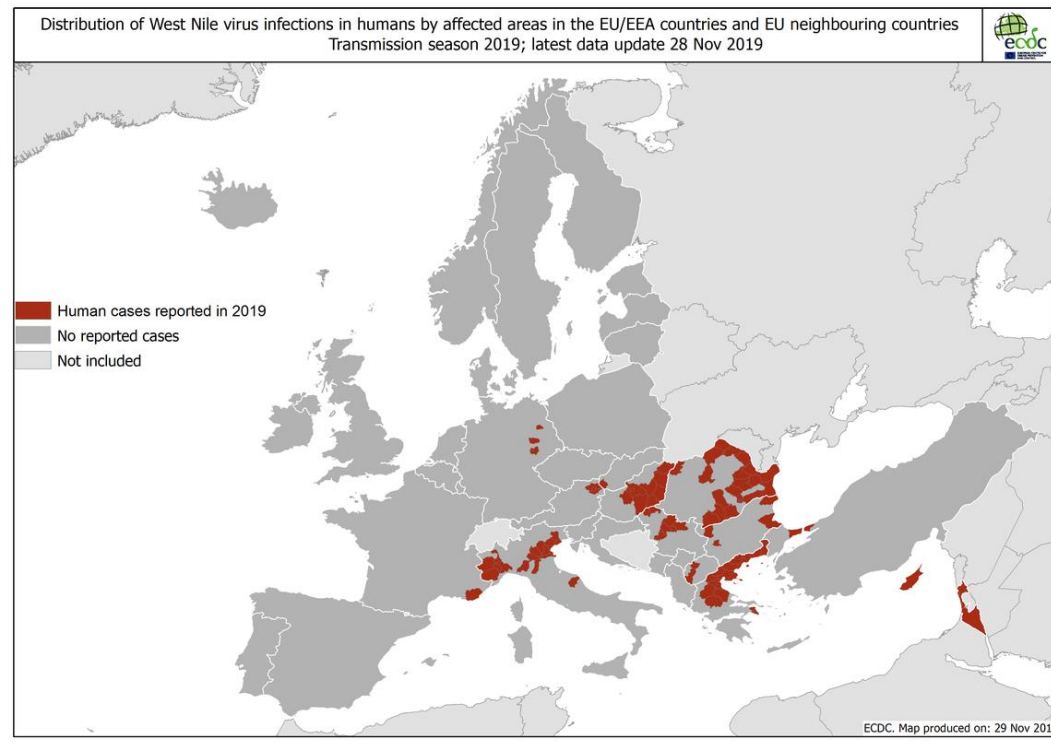 Distribution of West Nile virus infections in humans by affected areas in the EU/EEA countries and EU neighbouring countries
Transmission season 2019; latest data update 28 Nov 2019
ecdc
Human cases reported in 2019
No reported cases
Not included
ECDC. Map produced on: 29 Nov 201